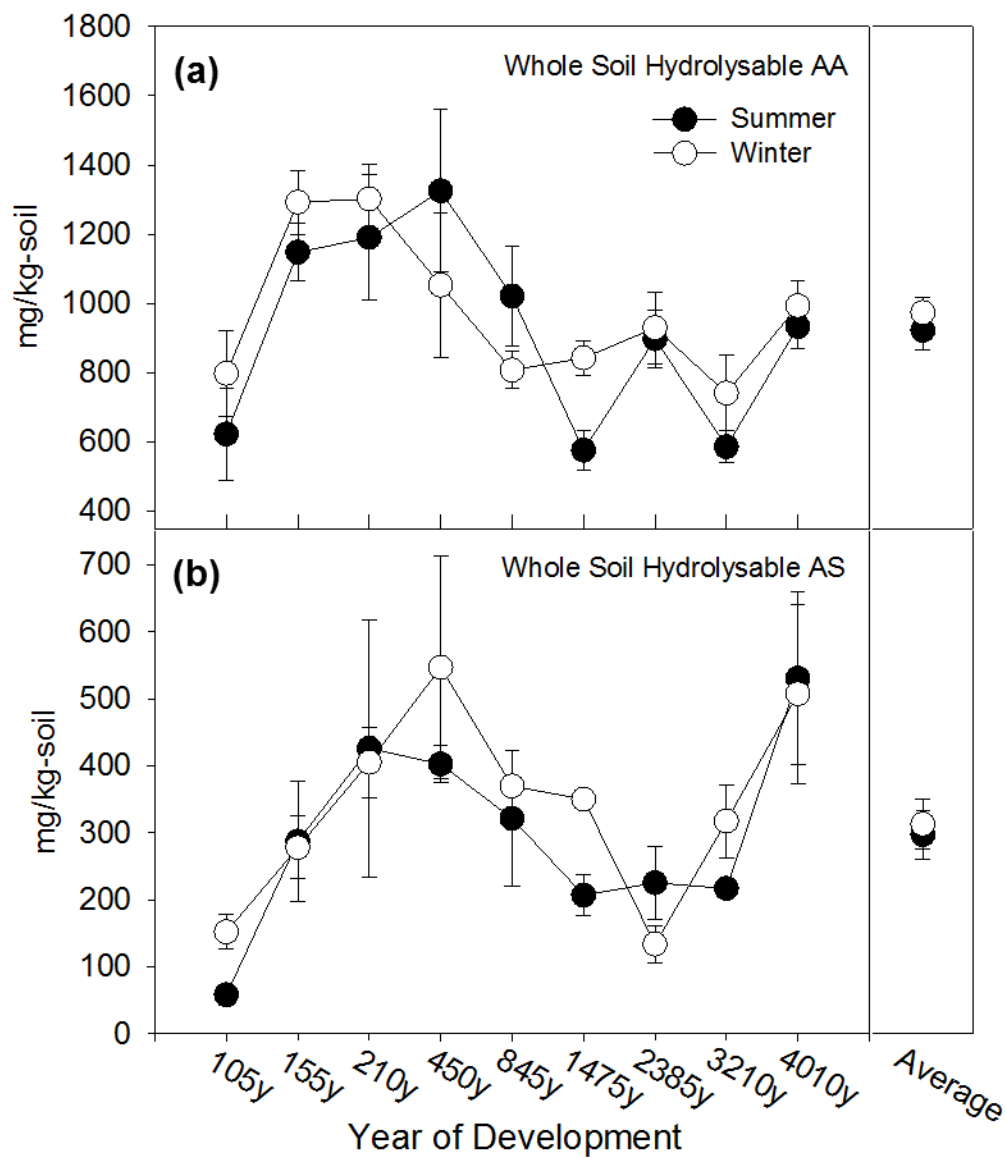 1800
1600
1400
1200
1000
800
600
400
mg/kg-soil
(a)
Whole Soil Hydrolysable AA
Summer
Winter
700
600
500
400
300
200
100
0
mg/kg-soil
(b)
Whole Soil Hydrolysable AS
105y
155y
210y
450y
845y
1475y
2385y
3210y
4010y
Average
Year of Development